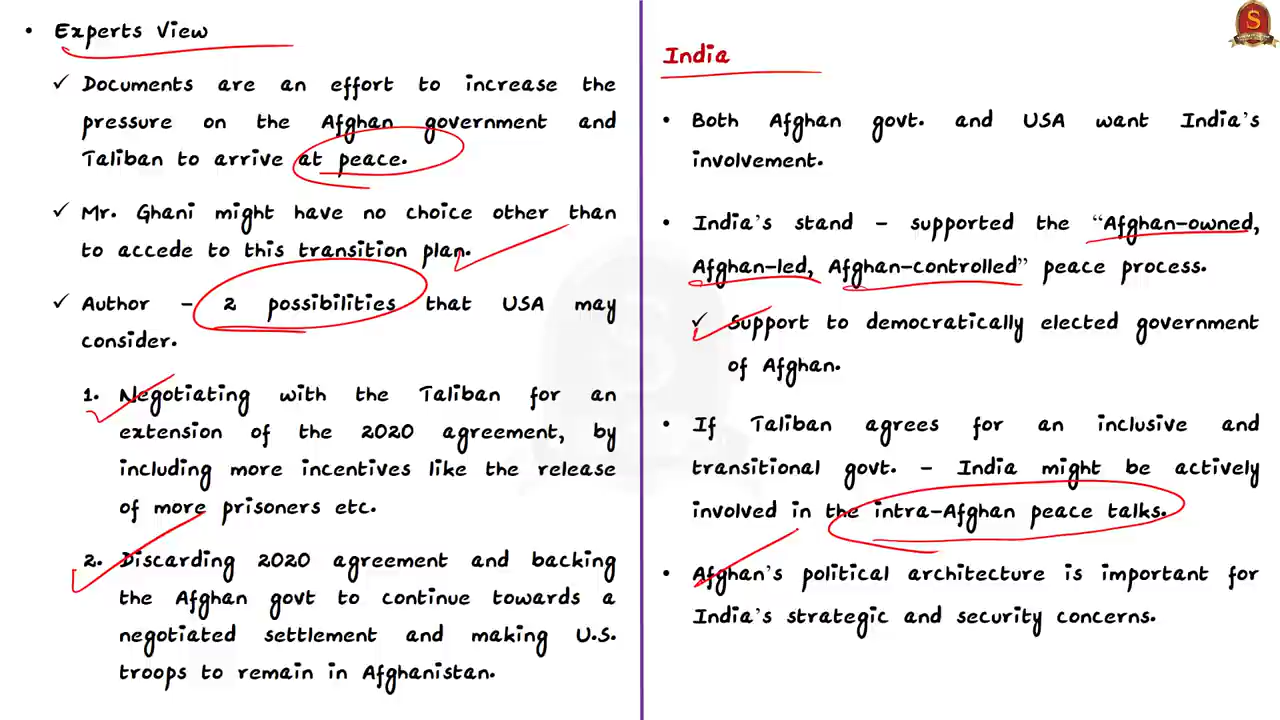 • Experts View
✓ Documents are an effort to increase the
pressure on the Afghan government and
Taliban to arrive at peace.
✓ Mr. Ghani might have no choice other than
to accede to this transition plan.
✓ Author – 2 possibilities that USA may
consider.
1. Negotiating with the Taliban for an
extension of the 2020 agreement, by
including more incentives like the release
of more prisoners etc.
2. Discarding 2020 agreement and backing
the Afghan govt to continue towards a
negotiated settlement and making U.S.
troops to remain in Afghanistan.
India
• Both Afghan govt. and USA want India's
involvement.
• India's stand – supported the "Afghan-owned,
Afghan-led, Afghan-controlled" peace process.
✓ Support to democratically elected government
of Afghan.
• If Taliban agrees for an inclusive and
transitional govt. – India might be actively
involved in the intra-Afghan peace talks.
• Afghan's political architecture is important for
India's strategic and security concerns.
S